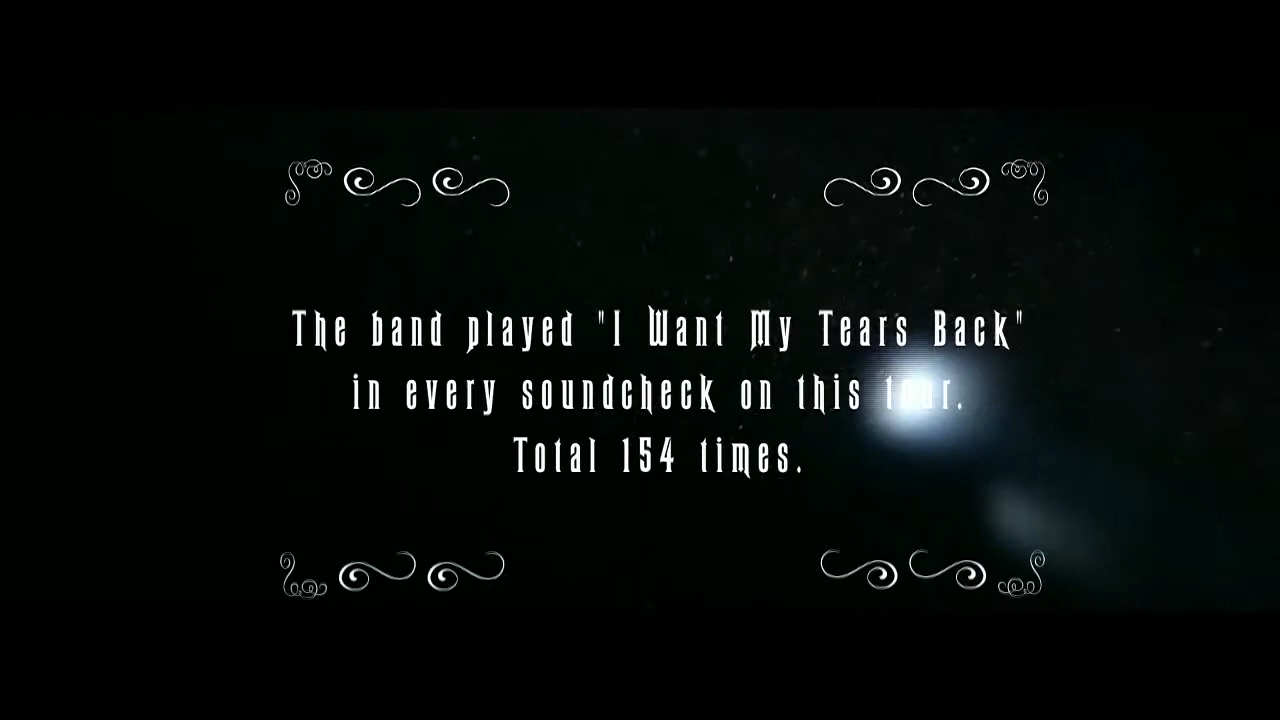 The band played "I Want My Tears Back"
in every soundcheck on this tour.
Total 154 times.